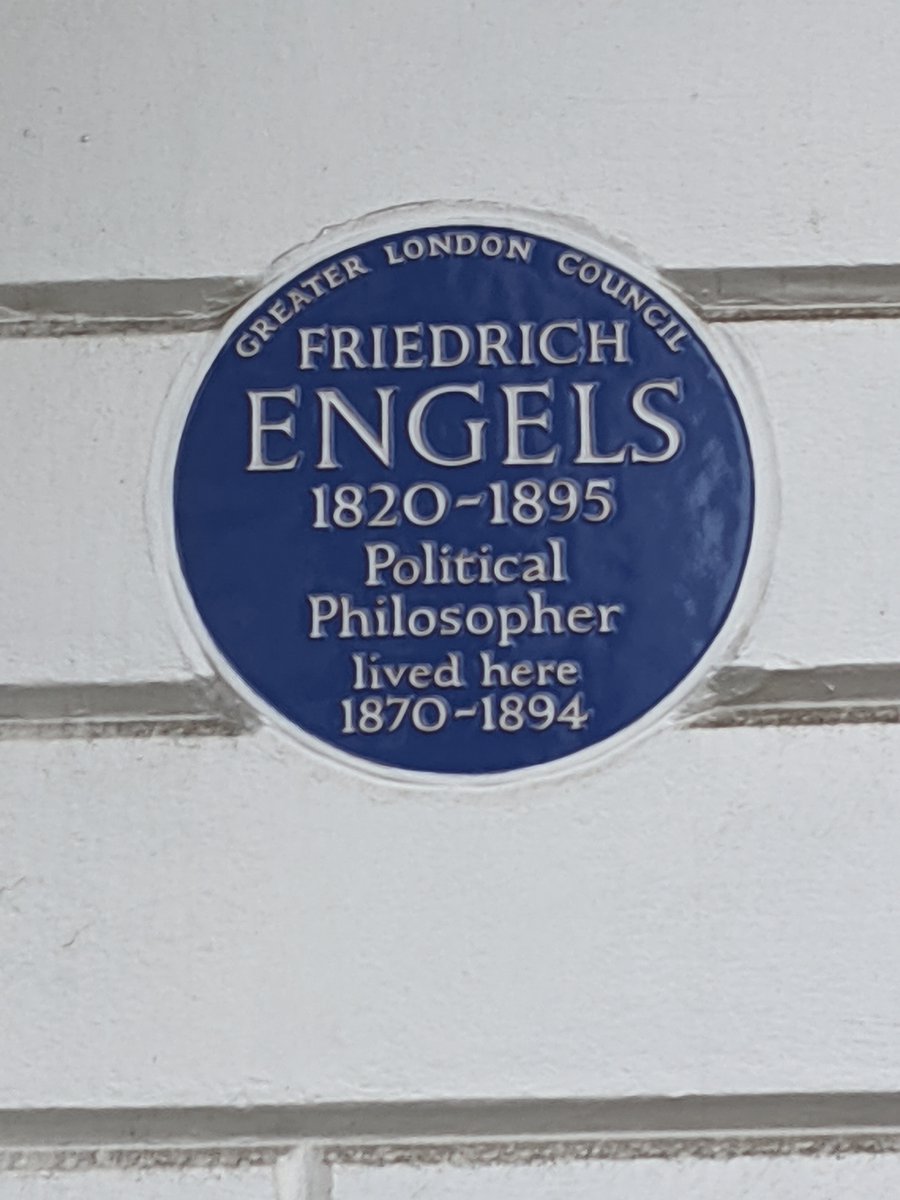 GREATER LONDON COUNCIL
FRIEDRICH
ENGELS
1820-1895
Political
Philosopher
lived here
1870-1894